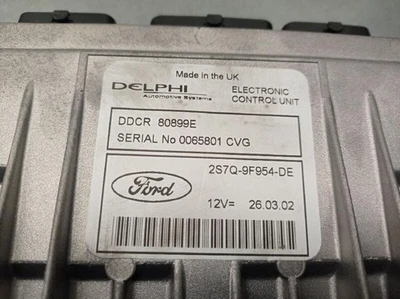 Made in the UK
DELPHI
Automotive Systems
ELECTRONIC
CONTROL UNIT
DDCR 80899E
SERIAL No 0065801 CVG
Ford
2S7Q-9F954-DE
12V= 26.03.02